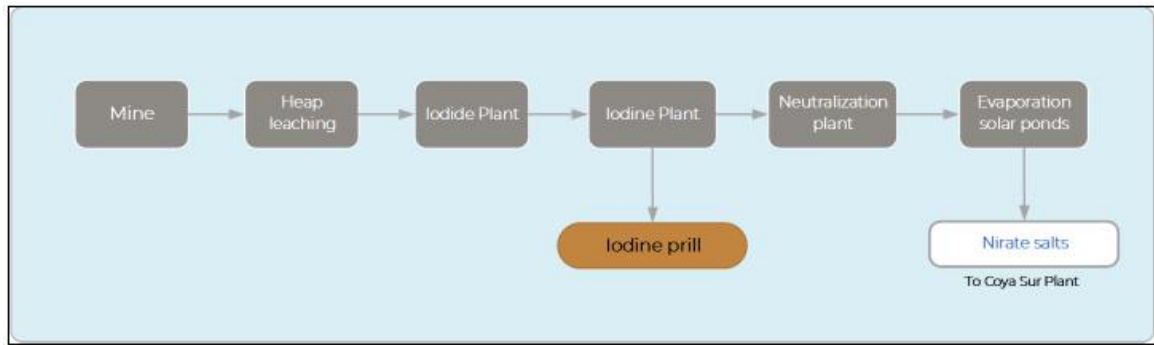 Mine
Heap
leaching
Iodide Plant
Iodine Plant
Neutralization
plant
Evaporation
solar ponds
Iodine prill
Nirate salts
To Coya Sur Plant